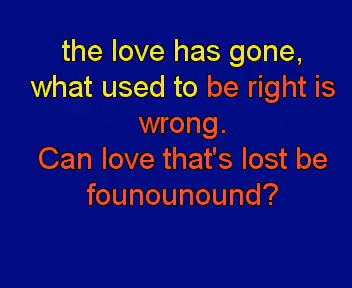 the love has gone,
what used to be right is
wrong.
Can love that's lost be
founounound?